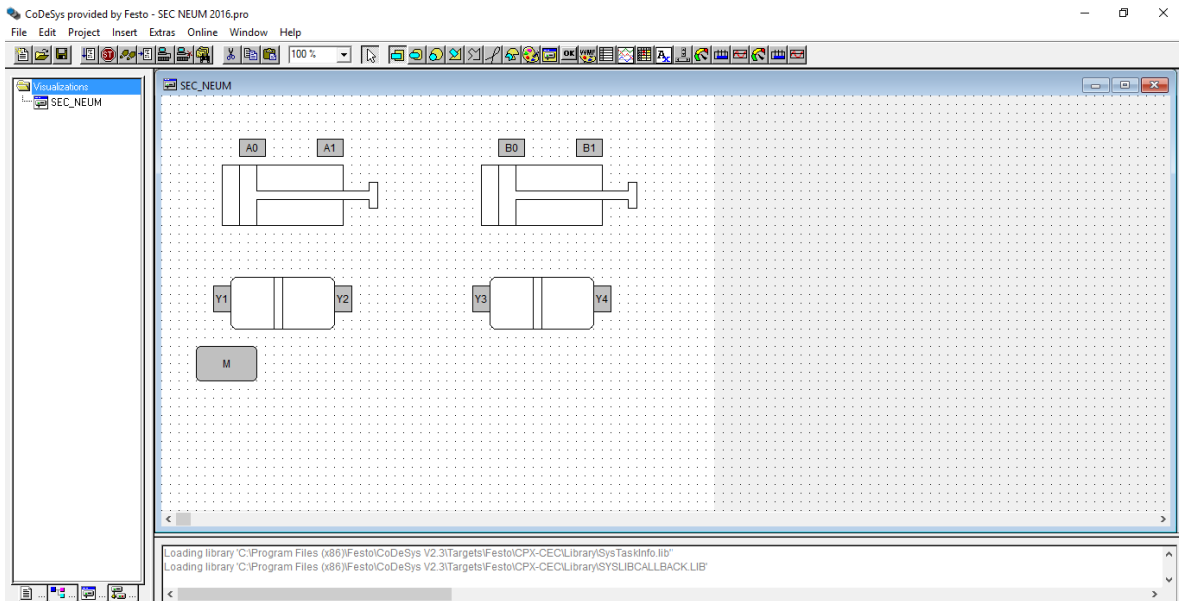 CoDeSys provided by Festo - SEC NEUM 2016.pro
File Edit Project Insert Extras Online Window Help
100 %
Visualizations
SEC_NEUM
SEC_NEUM
A0 A1 B0 B1
Y1 Y2 Y3 Y4
M
Loading library 'C:\Program Files (x86)\Festo\CoDeSys V2.3\Targets\Festo\CPX-CEC\Library\SysTaskInfo.lib"
Loading library 'C:\Program Files (x86)\Festo\CoDeSys V2.3\Targets\Festo\CPX-CEC\Library\SYSLIBCALLBACK.LIB'